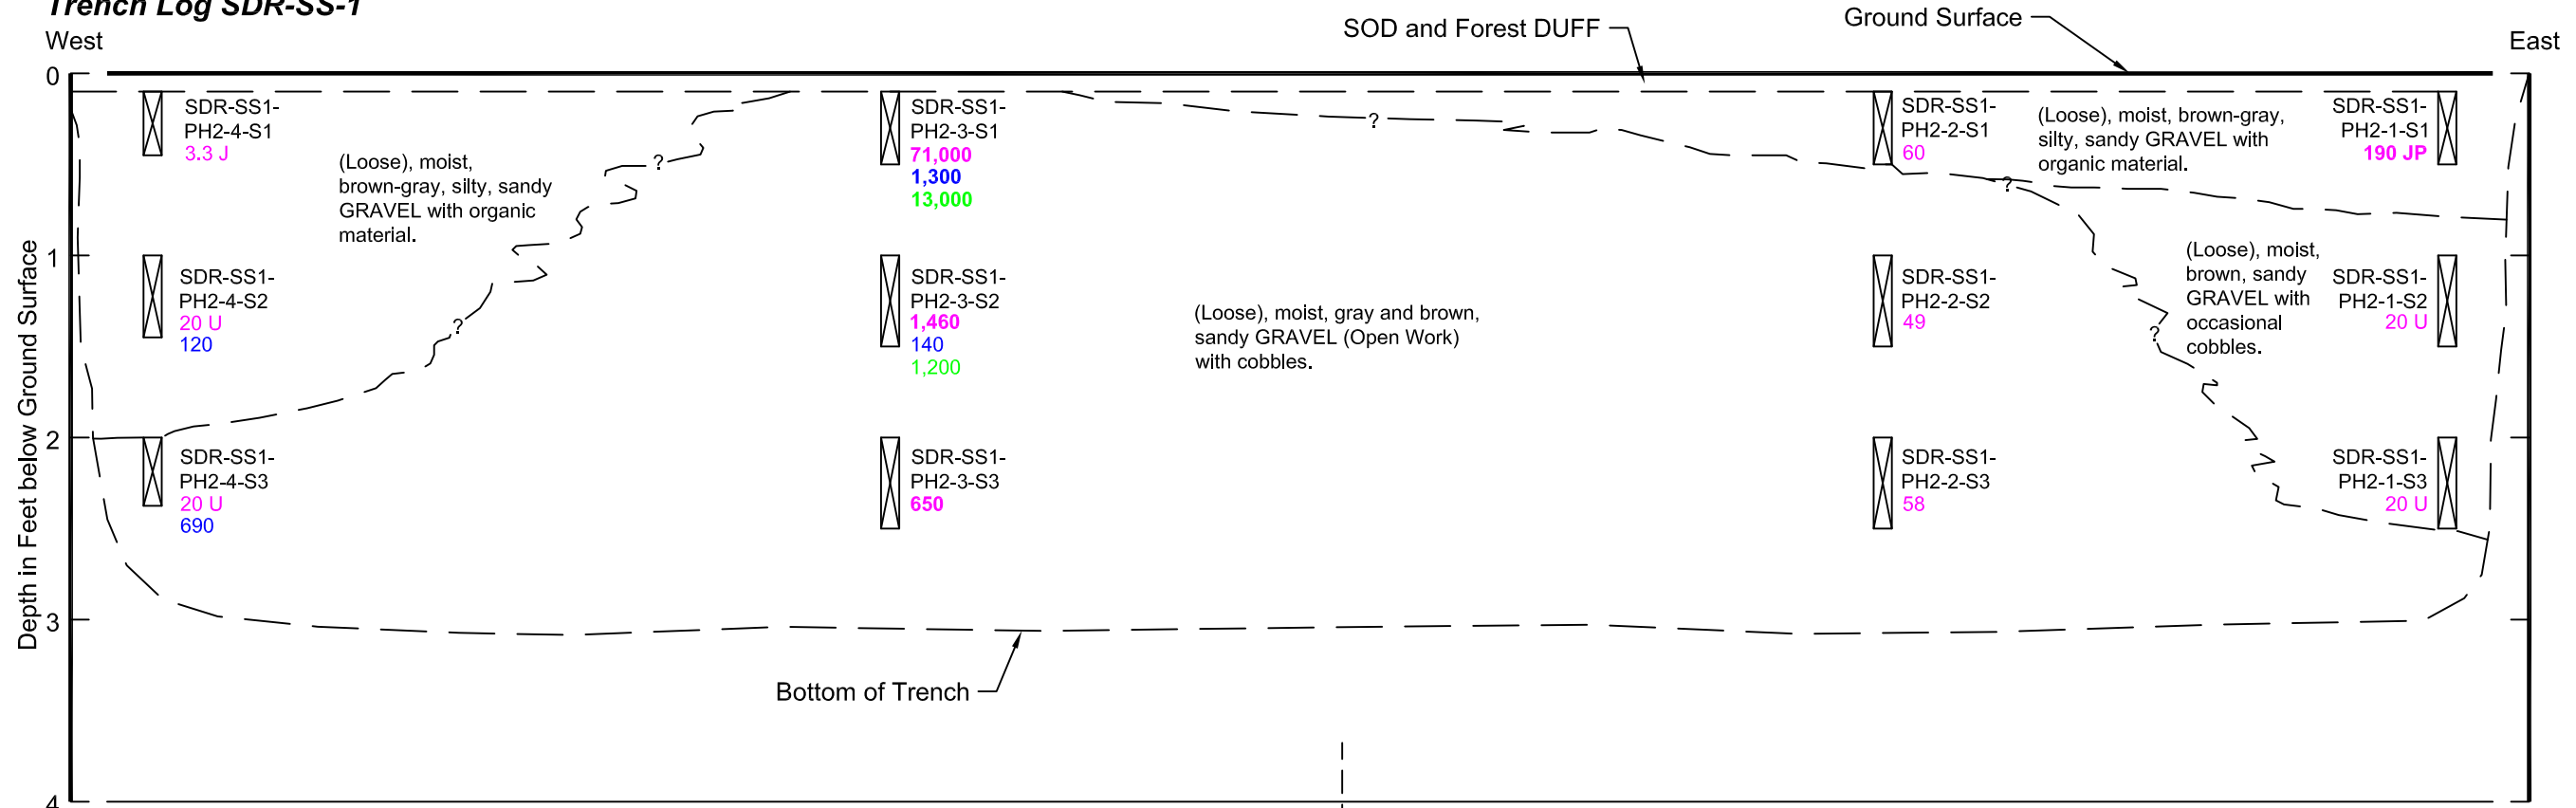 Trench Log SDR-SS-1
West
SOD and Forest DUFF
Ground Surface
East
0
SDR-SS1-
PH2-4-S1
3.3 J
(Loose), moist,
brown-gray, silty, sandy
GRAVEL with organic
material.
?
SDR-SS1-
PH2-3-S1
71,000
1,300
13,000
?
SDR-SS1-
PH2-2-S1
60
(Loose), moist, brown-gray,
silty, sandy GRAVEL with
organic material.
SDR-SS1-
PH2-1-S1
190 JP
?
Depth in Feet below Ground Surface
1
SDR-SS1-
PH2-4-S2
20 U
120
?
SDR-SS1-
PH2-3-S2
1,460
140
1,200
(Loose), moist, gray and brown,
sandy GRAVEL (Open Work)
with cobbles.
SDR-SS1-
PH2-2-S2
49
?
(Loose), moist,
brown, sandy
GRAVEL with
occasional
cobbles.
SDR-SS1-
PH2-1-S2
20 U
2
SDR-SS1-
PH2-4-S3
20 U
690
SDR-SS1-
PH2-3-S3
650
SDR-SS1-
PH2-2-S3
58
SDR-SS1-
PH2-1-S3
20 U
3
Bottom of Trench
4